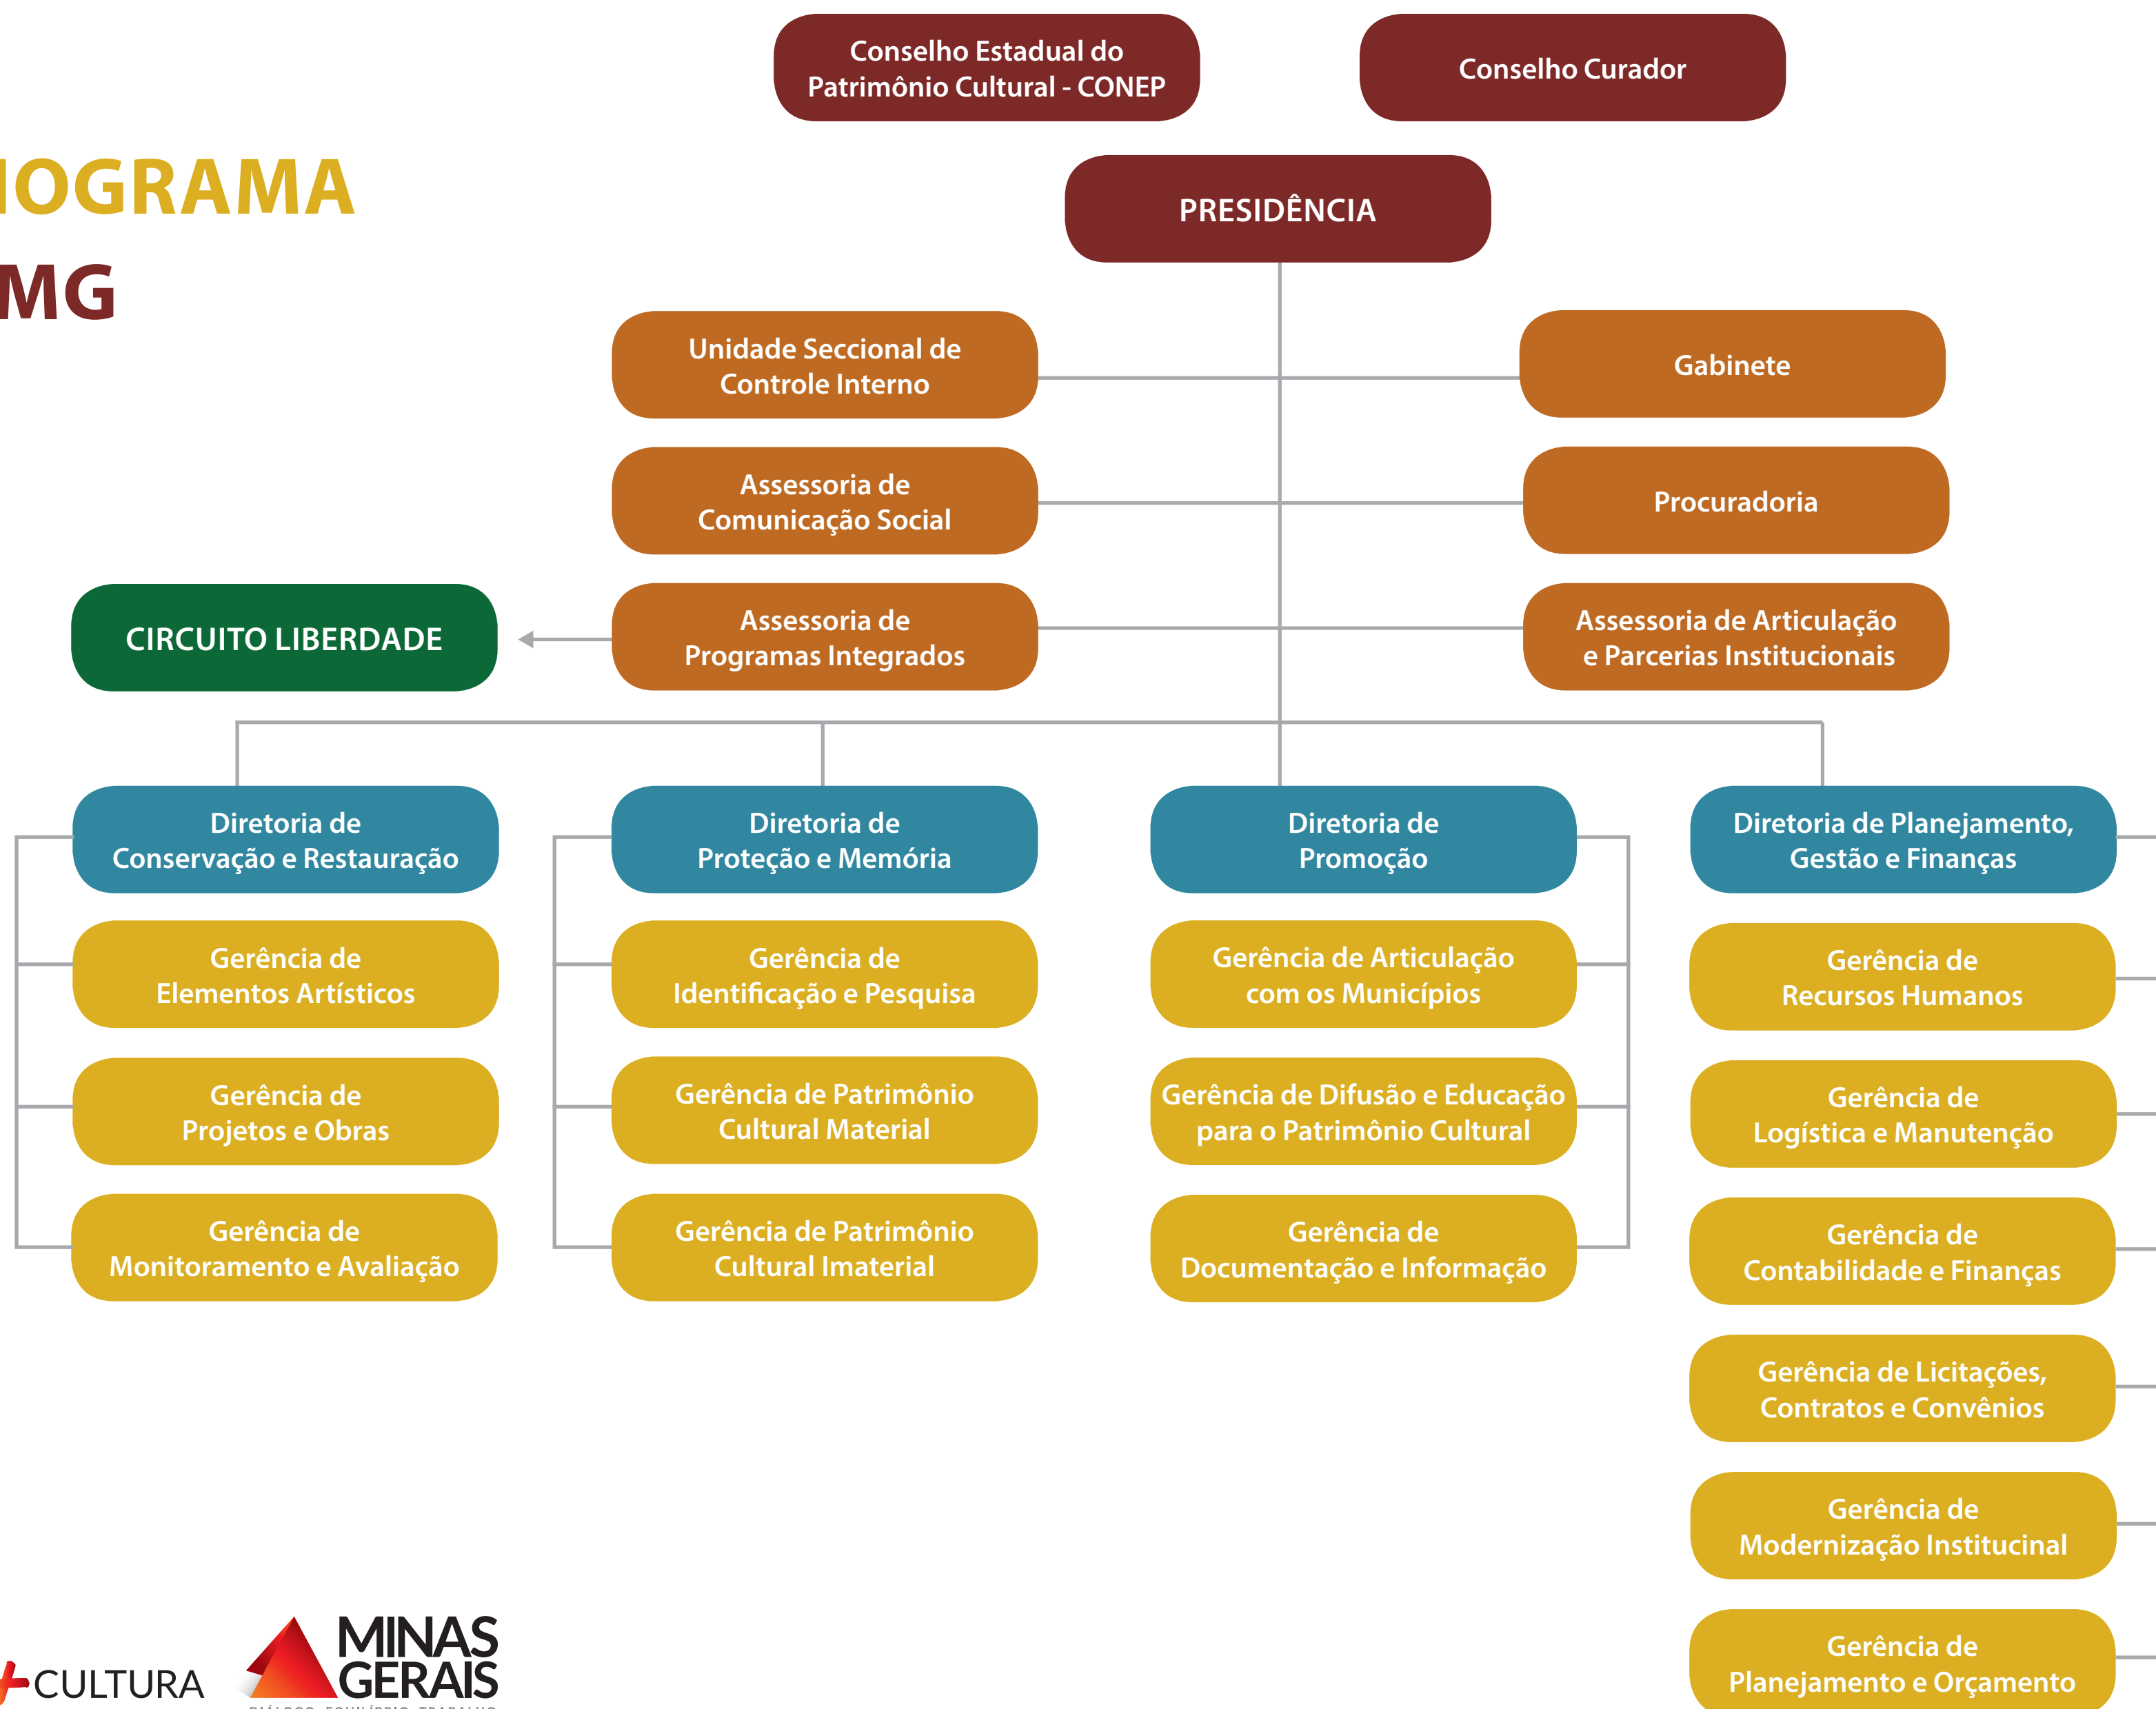 Conselho Estadual do
Patrimônio Cultural - CONEP
Conselho Curador
PRESIDÊNCIA
OGRAMA
MG
Unidade Seccional de
Controle Interno
Gabinete
Assessoria de
Comunicação Social
Procuradoria
CIRCUITO LIBERDADE
Assessoria de
Programas Integrados
Assessoria de Articulação
e Parcerias Institucionais
Diretoria de
Conservação e Restauração
Diretoria de
Proteção e Memória
Diretoria de
Promoção
Diretoria de Planejamento,
Gestão e Finanças
Gerência de
Elementos Artísticos
Gerência de
Identificação e Pesquisa
Gerência de Articulação
com os Municípios
Gerência de
Recursos Humanos
Gerência de
Projetos e Obras
Gerência de Patrimônio
Cultural Material
Gerência de Difusão e Educação
para o Patrimônio Cultural
Gerência de
Logística e Manutenção
Gerência de
Monitoramento e Avaliação
Gerência de Patrimônio
Cultural Imaterial
Gerência de
Documentação e Informação
Gerência de
Contabilidade e Finanças
Gerência de Licitações,
Contratos e Convênios
Gerência de
Modernização Institucinal
Gerência de
Planejamento e Orçamento
+CULTURA
MINAS
GERAIS